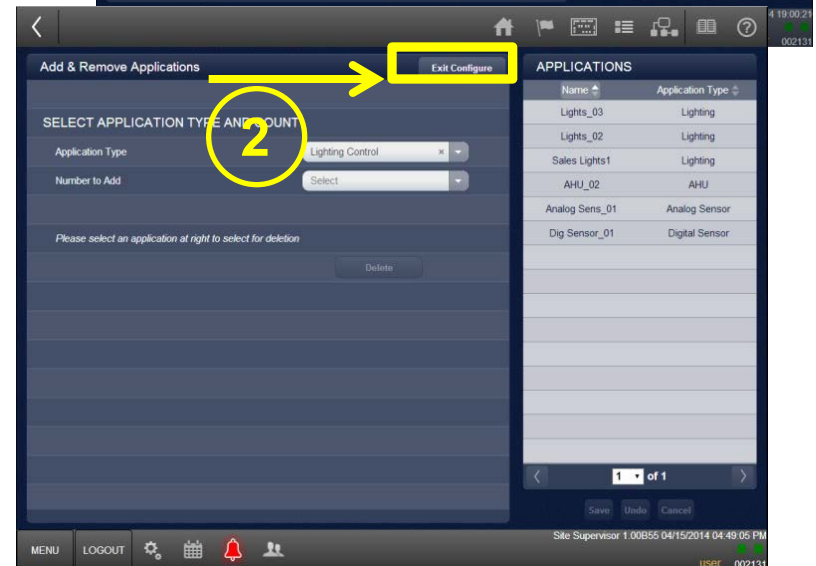 4 19:00:21
002131
Add & Remove Applications
Exit Configure
APPLICATIONS
Name
Application Type
SELECT APPLICATION TYPE AND COUNT
2
Application Type
Lighting Control
×
Number to Add
Select
Please select an application at right to select for deletion
Delete
Lights_03 Lighting
Lights_02 Lighting
Sales Lights1 Lighting
AHU_02 AHU
Analog Sens_01 Analog Sensor
Dig Sensor_01 Digital Sensor
1 of 1
Save Undo Cancel
MENU LOGOUT
Site Supervisor 1.00B55 04/15/2014 04:49:05 PM
user 002131